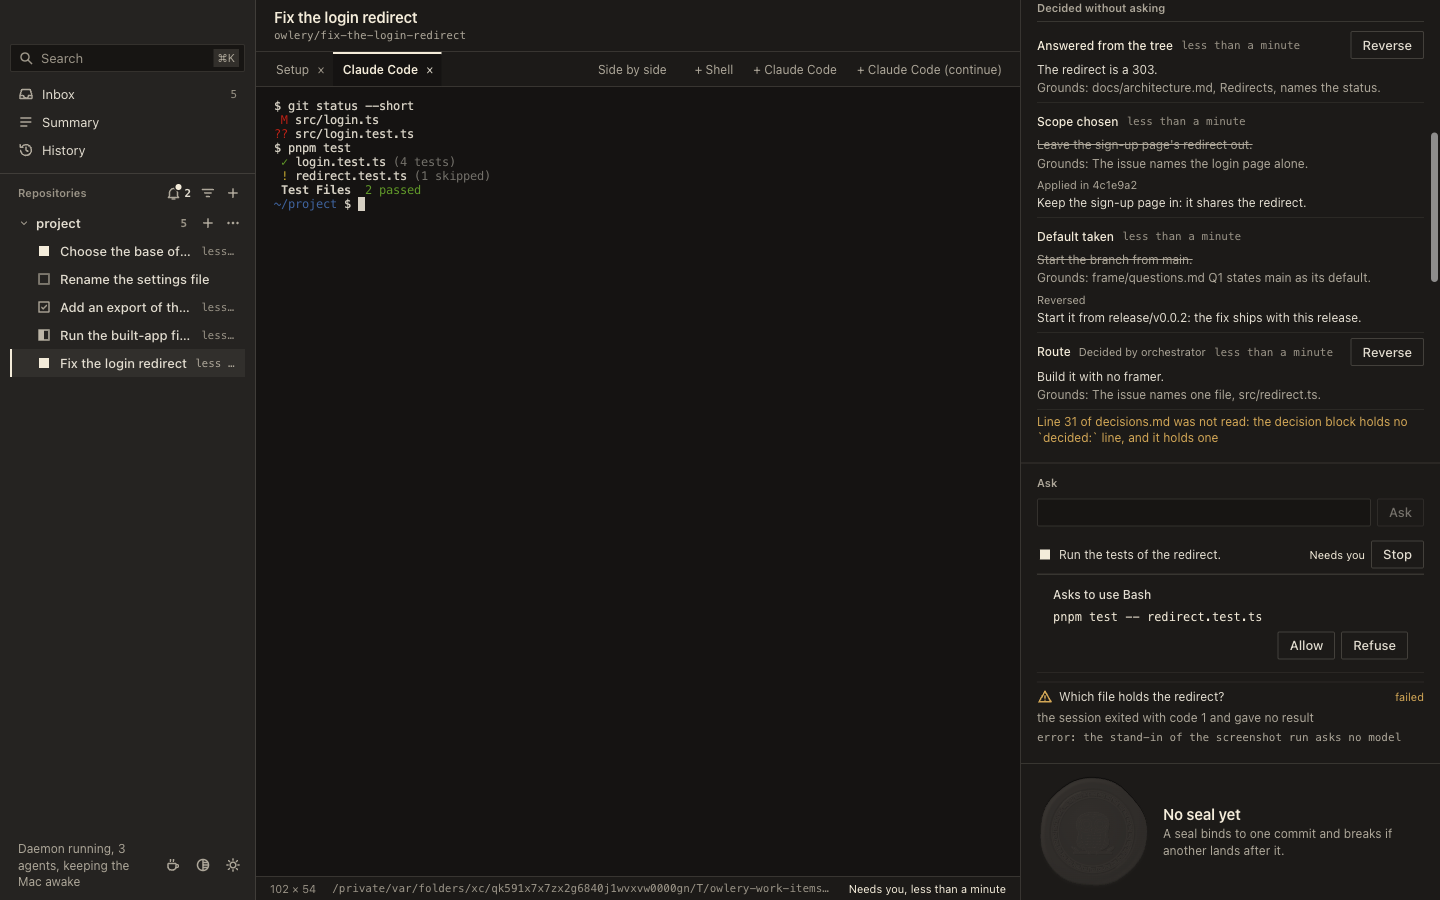 Search
⌘K
Inbox
5
Summary
History
Repositories
2
project
5
Choose the base of…
less…
Rename the settings file
Add an export of th…
less…
Run the built-app fi…
less…
Fix the login redirect
less …
Daemon running, 3
agents, keeping the
Mac awake
Fix the login redirect
owlery/fix-the-login-redirect
Setup ×
Claude Code ×
Side by side
+ Shell
+ Claude Code
+ Claude Code (continue)
$ git status --short
M src/login.ts
?? src/login.test.ts
$ pnpm test
✓ login.test.ts (4 tests)
! redirect.test.ts (1 skipped)
Test Files 2 passed
~/project $
102 × 54
/private/var/folders/xc/qk591x7x7zx2g6840j1wvxvw0000gn/T/owlery-work-items…
Needs you, less than a minute
Decided without asking
Answered from the tree less than a minute
Reverse
The redirect is a 303.
Grounds: docs/architecture.md, Redirects, names the status.
Scope chosen less than a minute
Leave the sign-up page's redirect out.
Grounds: The issue names the login page alone.
Applied in 4c1e9a2
Keep the sign-up page in: it shares the redirect.
Default taken less than a minute
Start the branch from main.
Grounds: frame/questions.md Q1 states main as its default.
Reversed
Start it from release/v0.0.2: the fix ships with this release.
Route Decided by orchestrator less than a minute
Reverse
Build it with no framer.
Grounds: The issue names one file, src/redirect.ts.
Line 31 of decisions.md was not read: the decision block holds no
`decided:` line, and it holds one
Ask
Ask
Run the tests of the redirect.
Needs you
Stop
Asks to use Bash
pnpm test -- redirect.test.ts
Allow
Refuse
Which file holds the redirect?
failed
the session exited with code 1 and gave no result
error: the stand-in of the screenshot run asks no model
No seal yet
A seal binds to one commit and breaks if
another lands after it.